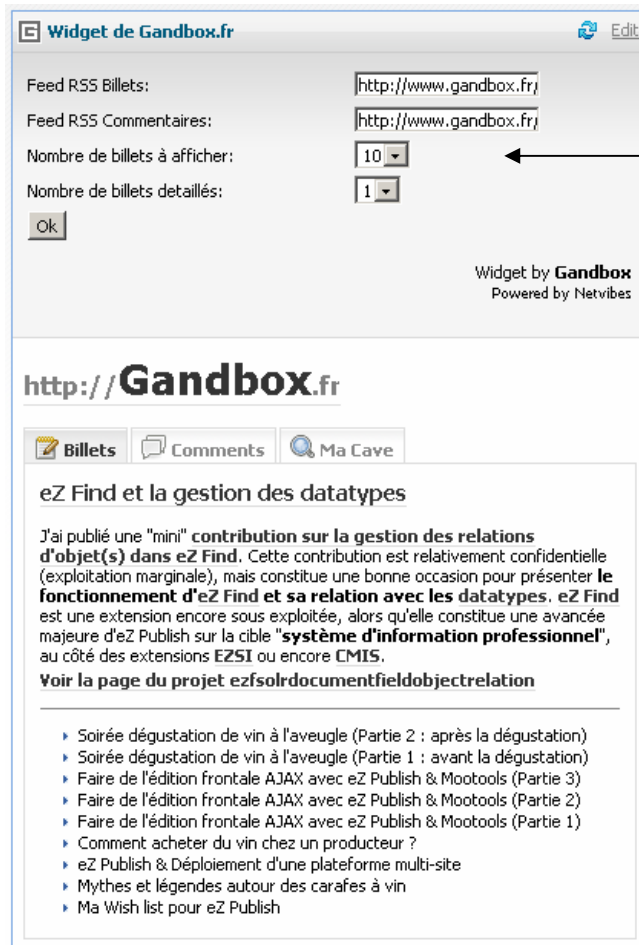 Widget de Gandbox.fr Edit
Feed RSS Billets: http://www.gandbox.fr/
Feed RSS Commentaires: http://www.gandbox.fr/
Nombre de billets à afficher: 10
Nombre de billets detaillés: 1
Ok
Widget by Gandbox
Powered by Netvibes
http://Gandbox.fr
Billets Comments Ma Cave
eZ Find et la gestion des datatypes
J'ai publié une "mini" contribution sur la gestion des relations
d'objet(s) dans eZ Find. Cette contribution est relativement confidentielle
(exploitation marginale), mais constitue une bonne occasion pour présenter le
fonctionnement d'eZ Find et sa relation avec les datatypes. eZ Find
est une extension encore sous exploitée, alors qu'elle constitue une avancée
majeure d'eZ Publish sur la cible "système d'information professionnel",
au côté des extensions EZSI ou encore CMIS.
Voir la page du projet ezfsolrdocumentfieldobjectrelation
Soirée dégustation de vin à l'aveugle (Partie 2 : après la dégustation)
Soirée dégustation de vin à l'aveugle (Partie 1 : avant la dégustation)
Faire de l'édition frontale AJAX avec eZ Publish & Mootools (Partie 3)
Faire de l'édition frontale AJAX avec eZ Publish & Mootools (Partie 2)
Faire de l'édition frontale AJAX avec eZ Publish & Mootools (Partie 1)
Comment acheter du vin chez un producteur ?
eZ Publish & Déploiement d'une plateforme multi-site
Mythes et légendes autour des carafes à vin
Ma Wish list pour eZ Publish